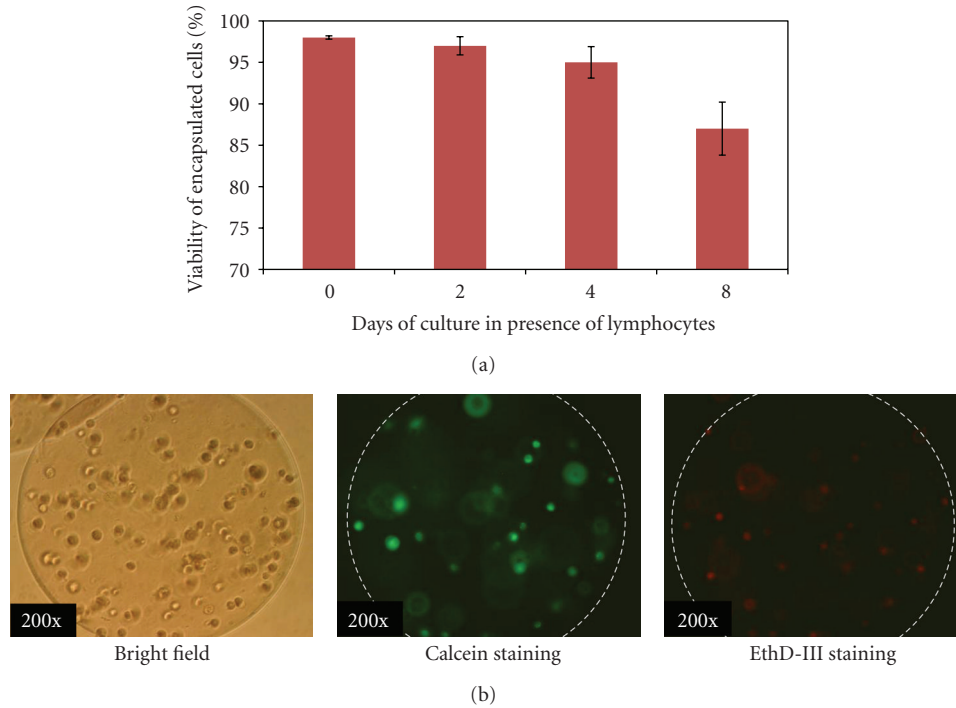 Viability of encapsulated cells (%)
100
95
90
85
80
75
70
0 2 4 8
Days of culture in presence of lymphocytes
(a)
200x 200x 200x
Bright field Calcein staining EthD-III staining
(b)